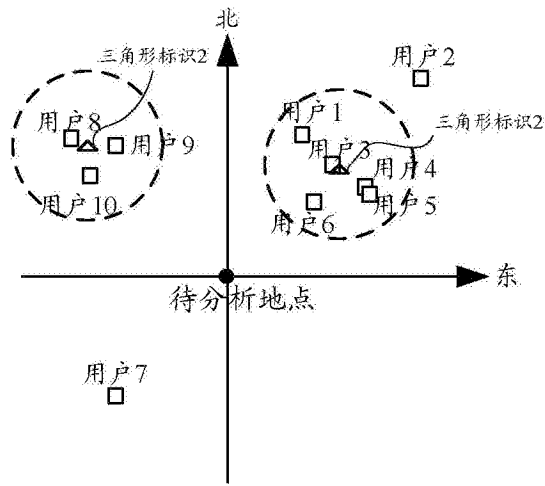 北
三角形标识2
用户2
用户8
用户9
用户1
三角形标识2
用户3
用户4
用户10
用户5
用户6
东
待分析地点
用户7